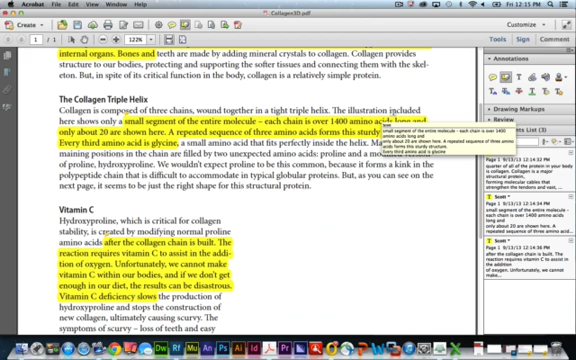 Acrobat File Edit View Window Help
Fri 12:15 PM
Collagen3D.pdf
Create
Customize
1 / 1
122%
Tools Sign Comment
internal organs. Bones and teeth are made by adding mineral crystals to collagen. Collagen provides
structure to our bodies, protecting and supporting the softer tissues and connecting them with the skel-
eton. But, in spite of its critical function in the body, collagen is a relatively simple protein.
The Collagen Triple Helix
Collagen is composed of three chains, wound together in a tight triple helix. The illustration included
here shows only a small segment of the entire molecule – each chain is over 1400 amino acids long and
only about 20 are shown here. A repeated sequence of three amino acids forms this sturdy
Every third amino acid is glycine, a small amino acid that fits perfectly inside the helix.
maining positions in the chain are filled by two unexpected amino acids: proline and a
of proline, hydroxyproline. We wouldn't expect proline to be this common, because it forms a kink in the
polypeptide chain that is difficult to accommodate in typical globular proteins. But, as you can see on the
next page, it seems to be just the right shape for this structural protein.
Vitamin C
Hydroxyproline, which is critical for collagen
stability, is created by modifying normal proline
amino acids after the collagen chain is built. The
reaction requires vitamin C to assist in the addi-
tion of oxygen. Unfortunately, we cannot make
vitamin C within our bodies, and if we don't get
enough in our diet, the results can be disastrous.
Vitamin C deficiency slows the production of
hydroxyproline and stops the construction of
new collagen, ultimately causing scurvy. The
symptoms of scurvy – loss of teeth and easy
small segment of the entire molecule – each chain is over 1400
amino acids long and
only about 20 are shown here. A repeated sequence of three
amino acids forms this sturdy structure.
Every third amino acid is glycine
Annotations
Drawing Markups
Review
Comments List (3)
Page 1 9/13/13 12:14:32 PM
quarter of all of the protein in your body
is collagen. Collagen is a major
structural protein,
forming molecular cables that
strengthen the tendons and vast,
Scott
Page 1 9/13/13 12:14:36 PM
small segment of the entire molecule –
each chain is over 1400 amino acids
long and
only about 20 are shown here. A
Scott
Page 1 9/13/13 12:14:38 PM
after the collagen chain is built. The
reaction requires vitamin C to assist in
the addition
of oxygen. Unfortunately, we cannot
make